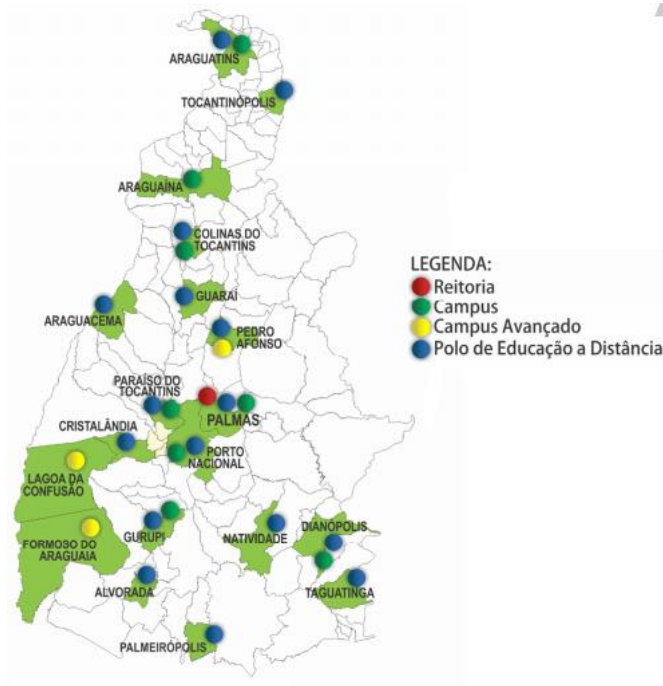 ARAGUATINS
TOCANTINÓPOLIS
ARAGUAÍNA
COLINAS DO
TOCANTINS
GUARAÍ
ARAGUACEMA
PEDRO
AFONSO
PARAÍSO DO
TOCANTINS
PALMAS
CRISTALÂNDIA
PORTO
NACIONAL
LAGOA DA
CONFUSÃO
FORMOSO DO
ARAGUAIA
GURUPI
NATIVIDADE
DIANÓPOLIS
ALVORADA
TAGUATINGA
PALMEIRÓPOLIS
LEGENDA:
Reitoria
Campus
Campus Avançado
Polo de Educação a Distância